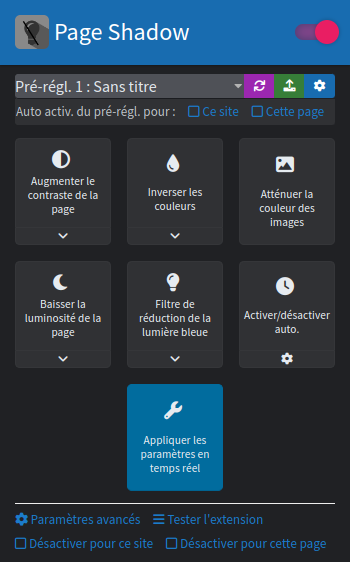 Page Shadow
Pré-régl. 1 : Sans titre
Auto activ. du pré-régl. pour : Ce site Cette page
Augmenter le
contraste de la
page
Inverser les
couleurs
Atténuer la
couleur des
images
Baisser la
luminosité de la
page
Filtre de
réduction de la
lumière bleue
Activer/désactiver
auto.
Appliquer les
paramètres en
temps réel
Paramètres avancés Tester l'extension
Désactiver pour ce site Désactiver pour cette page